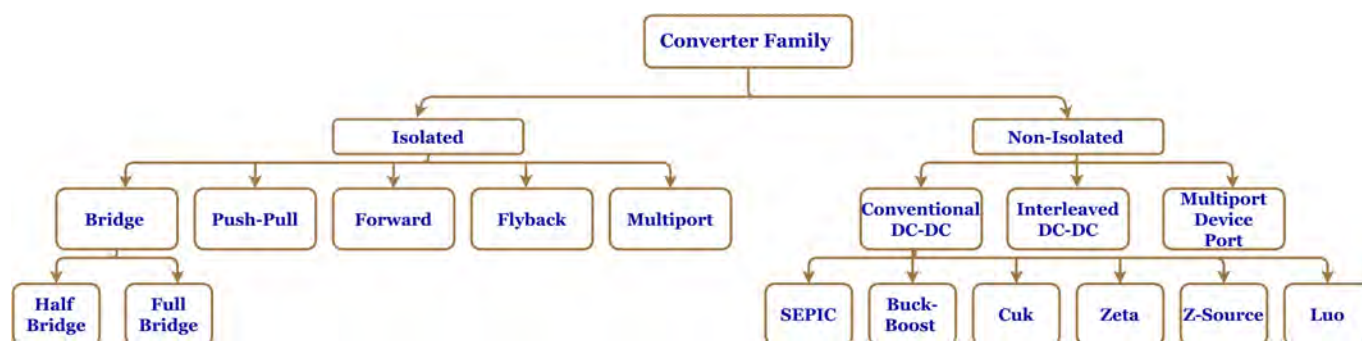 Converter Family
Isolated
Non-Isolated
Bridge
Push-Pull
Forward
Flyback
Multiport
Conventional
DC-DC
Interleaved
DC-DC
Multiport
Device
Port
Half
Bridge
Full
Bridge
SEPIC
Buck-
Boost
Cuk
Zeta
Z-Source
Luo